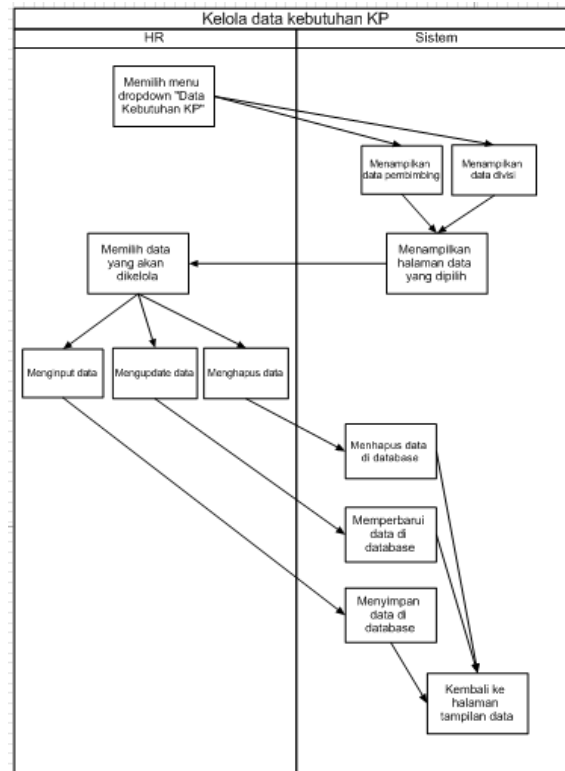 Kelola data kebutuhan KP
HR
Sistem
Memilih menu
dropdown "Data
Kebutuhan KP"
Menampilkan
data pembimbing
Menampilkan
data divisi
Memilih data
yang akan
dikelola
Menampilkan
halaman data
yang dipilih
Menginput data
Mengupdate data
Menghapus data
Menhapus data
di database
Memperbarui
data di
database
Menyimpan
data di
database
Kembali ke
halaman
tampilan data